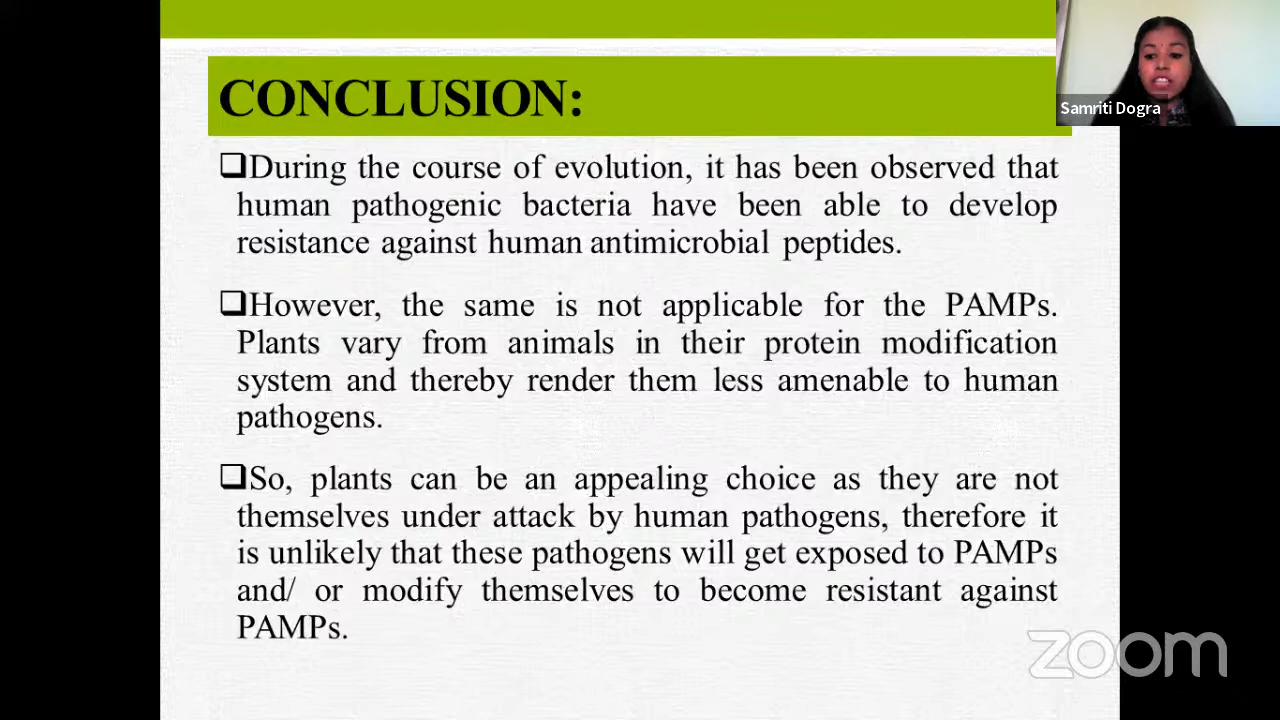 CONCLUSION:
Samriti Dogra
❑During the course of evolution, it has been observed that
human pathogenic bacteria have been able to develop
resistance against human antimicrobial peptides.
❑However, the same is not applicable for the PAMPs.
Plants vary from animals in their protein modification
system and thereby render them less amenable to human
pathogens.
❑So, plants can be an appealing choice as they are not
themselves under attack by human pathogens, therefore it
is unlikely that these pathogens will get exposed to PAMPs
and/ or modify themselves to become resistant against
PAMPs.
zoom